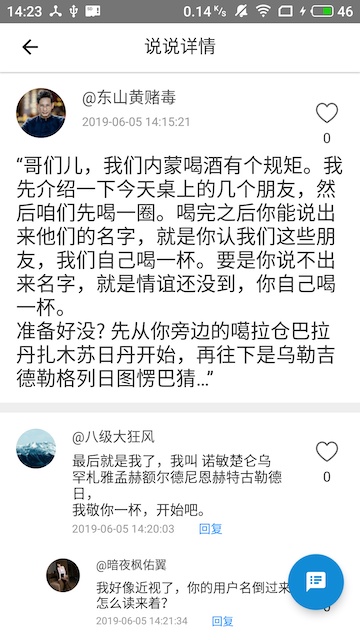 14:23
0.14 K/s
46
说说详情
@东山黄赌毒
2019-06-05 14:15:21
0
“哥们儿，我们内蒙喝酒有个规矩。我
先介绍一下今天桌上的几个朋友，然
后咱们先喝一圈。喝完之后你能说出
来他们的名字，就是你认我们这些朋
友，我们自己喝一杯。要是你说不出
来名字，就是情谊还没到，你自己喝
一杯。
准备好没? 先从你旁边的噶拉仓巴拉
丹扎木苏日丹开始，再往下是乌勒吉
德勒格列日图愣巴猜...”
@八级大狂风
最后就是我了，我叫 诺敏楚仑乌
罕札雅孟赫额尔德尼恩赫特古勒德
日，
我敬你一杯，开始吧。
0
2019-06-05 14:20:03 回复
@暗夜枫佑翼
我好像近视了，你的用户名倒过来
怎么读来着?
2019-06-05 14:21:34 回复